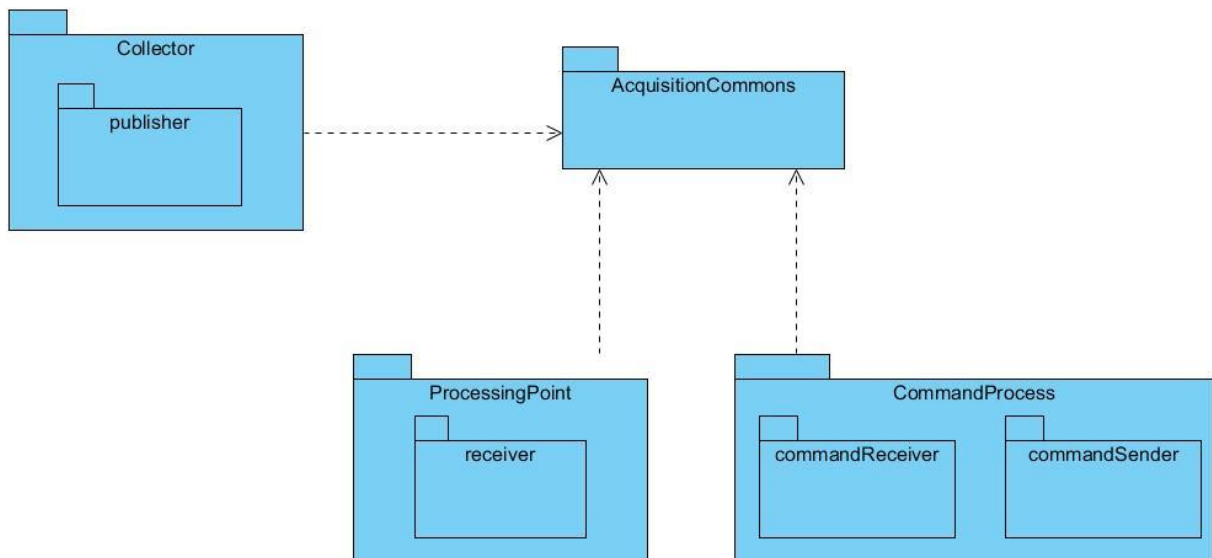 Collector
publisher
AcquisitionCommons
ProcessingPoint
receiver
CommandProcess
commandReceiver
commandSender